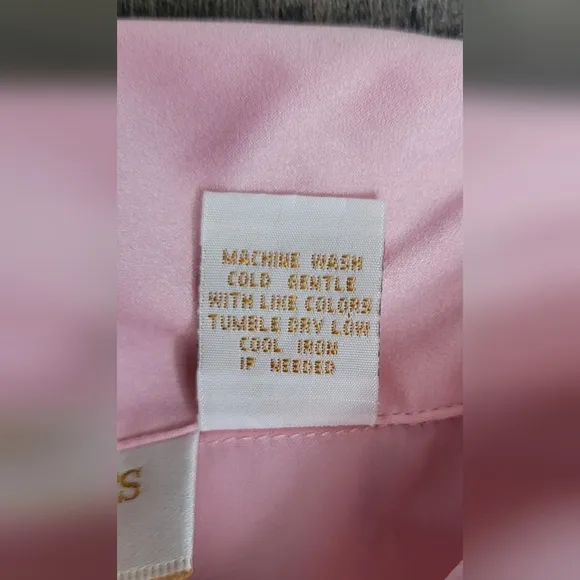 MACHINE WASH
COLD GENTLE
WITH LIKE COLORS
TUMBLE DRY LOW
COOL IRON
IF NEEDED
S